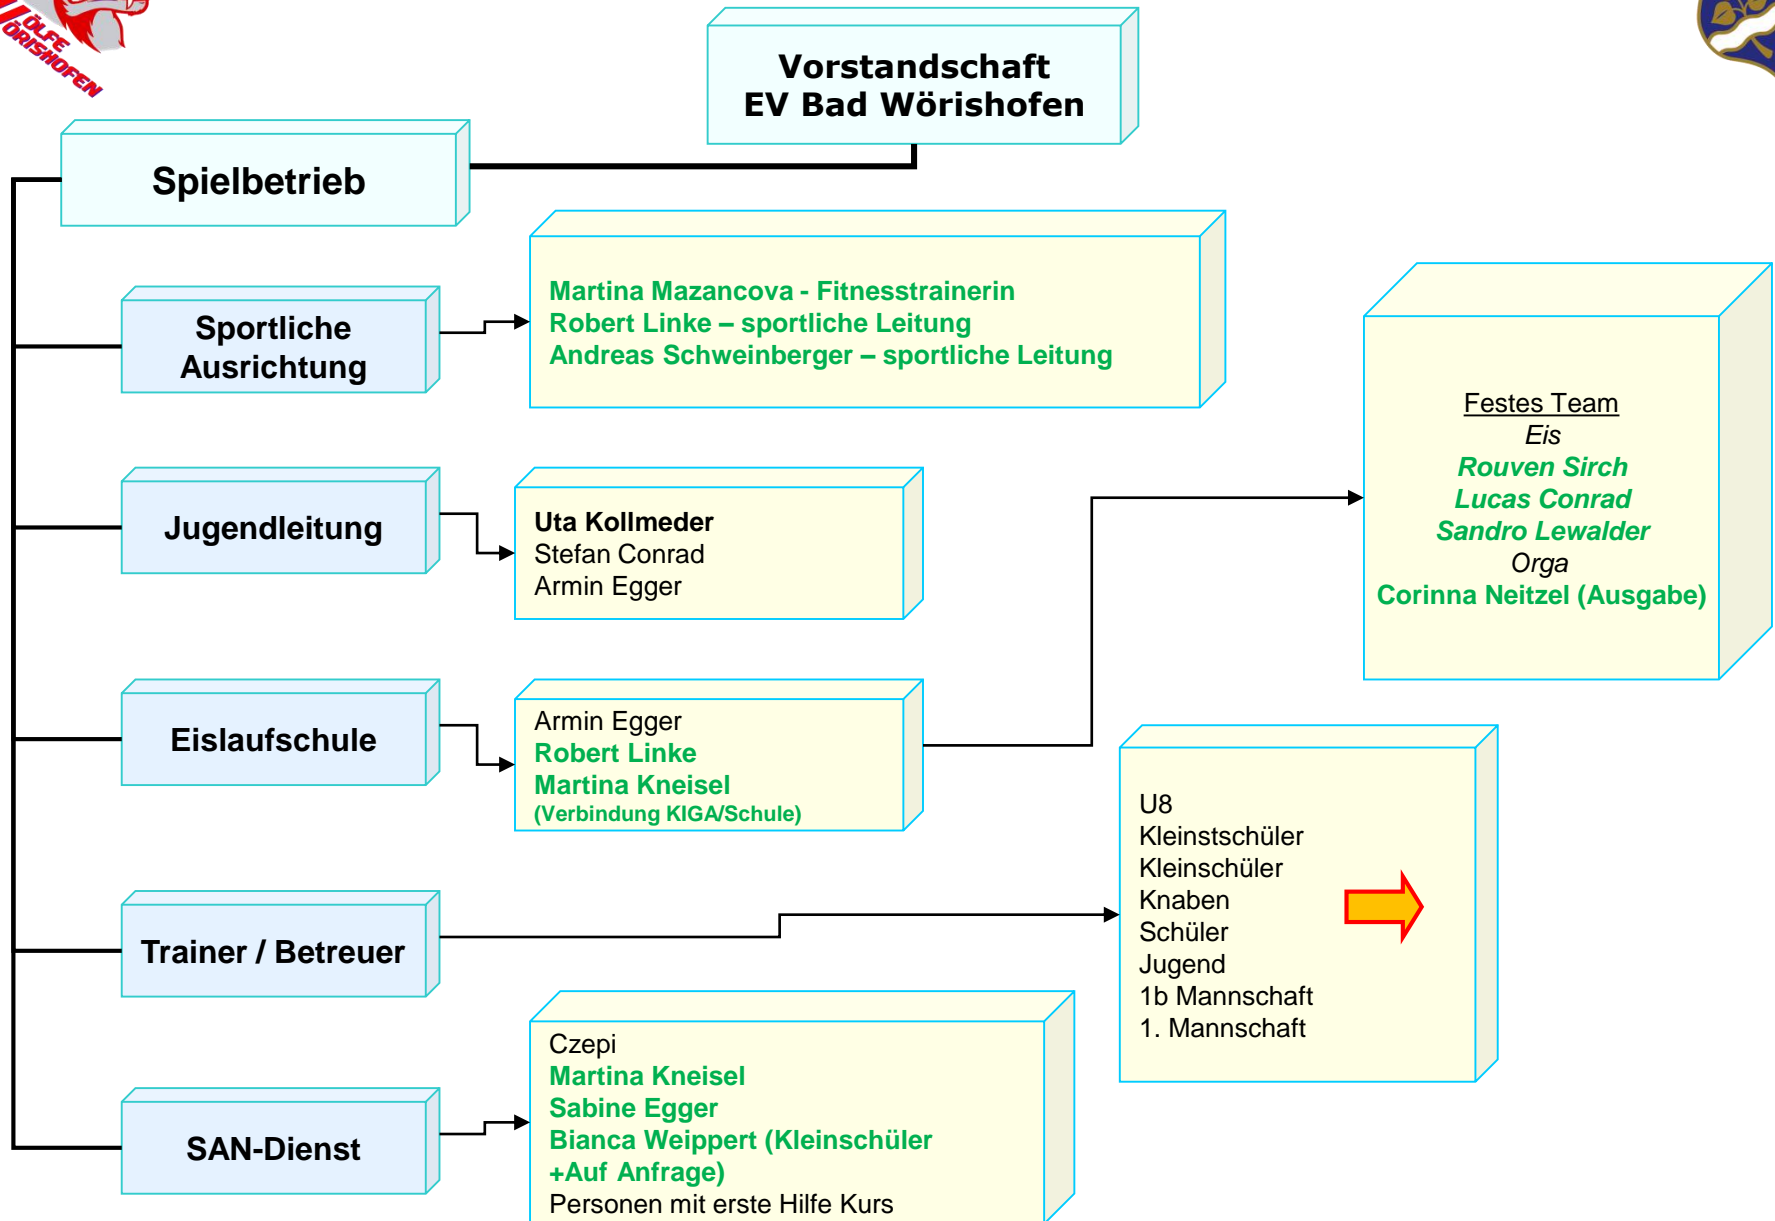 ÖLFE
ÖRISHOFEN
Vorstandschaft
EV Bad Wörishofen
Spielbetrieb
Sportliche
Ausrichtung
Martina Mazancova - Fitnesstrainerin
Robert Linke – sportliche Leitung
Andreas Schweinberger – sportliche Leitung
Festes Team
Eis
Rouven Sirch
Lucas Conrad
Sandro Lewalder
Orga
Corinna Neitzel (Ausgabe)
Jugendleitung
Uta Kollmeder
Stefan Conrad
Armin Egger
Eislaufschule
Armin Egger
Robert Linke
Martina Kneisel
(Verbindung KIGA/Schule)
Trainer / Betreuer
U8
Kleinstschüler
Kleinschüler
Knaben
Schüler
Jugend
1b Mannschaft
1. Mannschaft
SAN-Dienst
Czepi
Martina Kneisel
Sabine Egger
Bianca Weippert (Kleinschüler
+Auf Anfrage)
Personen mit erste Hilfe Kurs